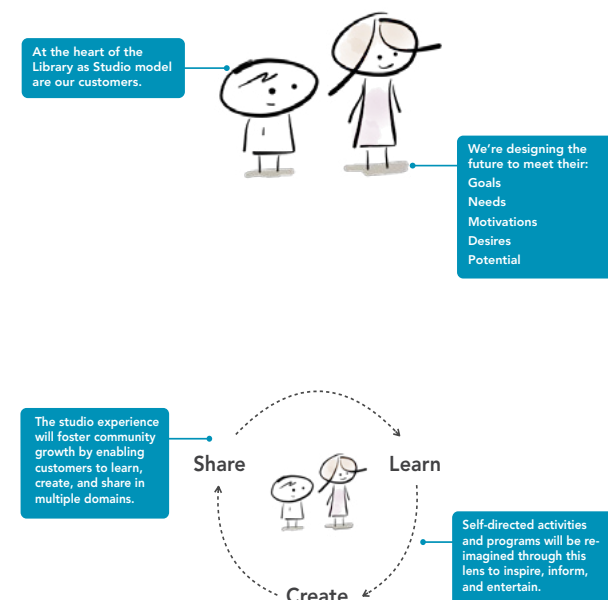 At the heart of the
Library as Studio model
are our customers.
We’re designing the
future to meet their:
Goals
Needs
Motivations
Desires
Potential
The studio experience
will foster community
growth by enabling
customers to learn,
create, and share in
multiple domains.
Share
Learn
Self-directed activities
and programs will be re-
imagined through this
lens to inspire, inform,
and entertain.
Create